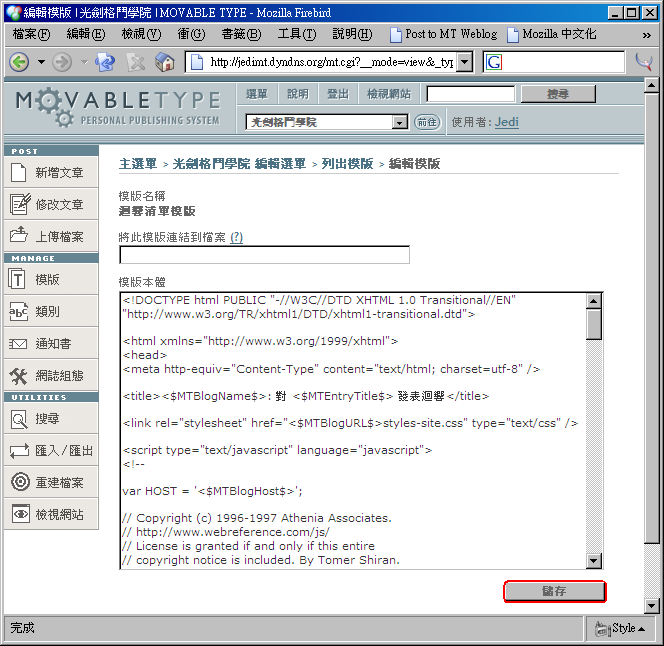 編輯模版 | 光劍格鬥學院 | MOVABLE TYPE - Mozilla Firebird
檔案(F) 編輯(E) 檢視(V) 衝(G) 書籤(B) 工具(T) 說明(H) Post to MT Weblog Mozilla 中文化 »
http://jedimt.dyndns.org/mt.cgi?__mode=view&_typ
G
MOVABLETYPE
PERSONAL PUBLISHING SYSTEM
選單 說明 登出 檢視網站 搜尋
光劍格鬥學院 前往 使用者: Jedi
POST
新增文章
修改文章
上傳檔案
MANAGE
模版
類別
通知書
網誌組態
UTILITIES
搜尋
匯入/匯出
重建檔案
檢視網站
主選單 > 光劍格鬥學院 編輯選單 > 列出模版 > 編輯模版
模版名稱
迴響清單模版
將此模版連結到檔案 (?)
模版本體
<!DOCTYPE html PUBLIC "-//W3C//DTD XHTML 1.0 Transitional//EN"
"http://www.w3.org/TR/xhtml1/DTD/xhtml1-transitional.dtd">
<html xmlns="http://www.w3.org/1999/xhtml">
<head>
<meta http-equiv="Content-Type" content="text/html; charset=utf-8" />
<title><$MTBlogName$>: 對 <$MTEntryTitle$> 發表迴響</title>
<link rel="stylesheet" href="<$MTBlogURL$>styles-site.css" type="text/css" />
<script type="text/javascript" language="javascript">
<!--
var HOST = '<$MTBlogHost$>';
// Copyright (c) 1996-1997 Athenia Associates.
// http://www.webreference.com/js/
// License is granted if and only if this entire
// copyright notice is included. By Tomer Shiran.
儲存
完成
Style